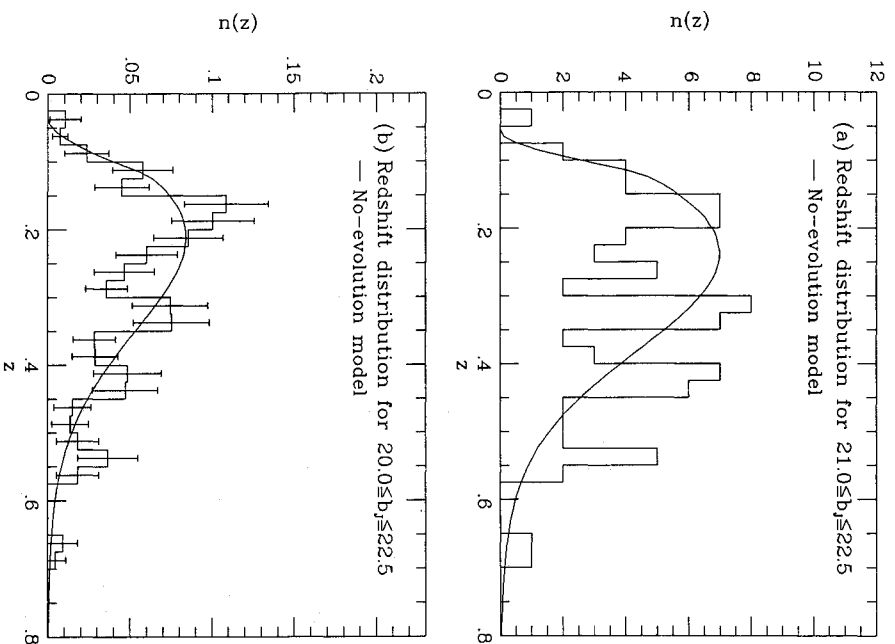 (a) Redshift distribution for 21.0≤bJ≤22.5
— No-evolution model
n(z)
12
10
8
6
4
2
0
0
.2
.4
.6
.8
z
(b) Redshift distribution for 20.0≤bJ≤22.5
— No-evolution model
n(z)
.2
.15
.1
.05
0
0
.2
.4
.6
.8
z